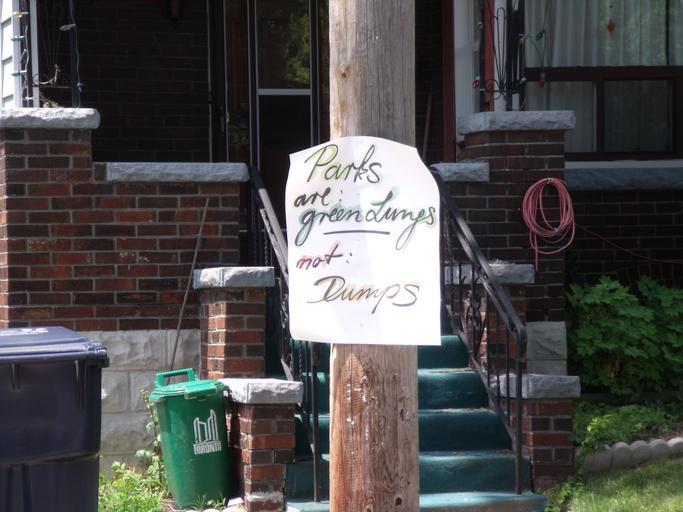 Parks
are:
green Lungs
not:
Dumps
TORONTO